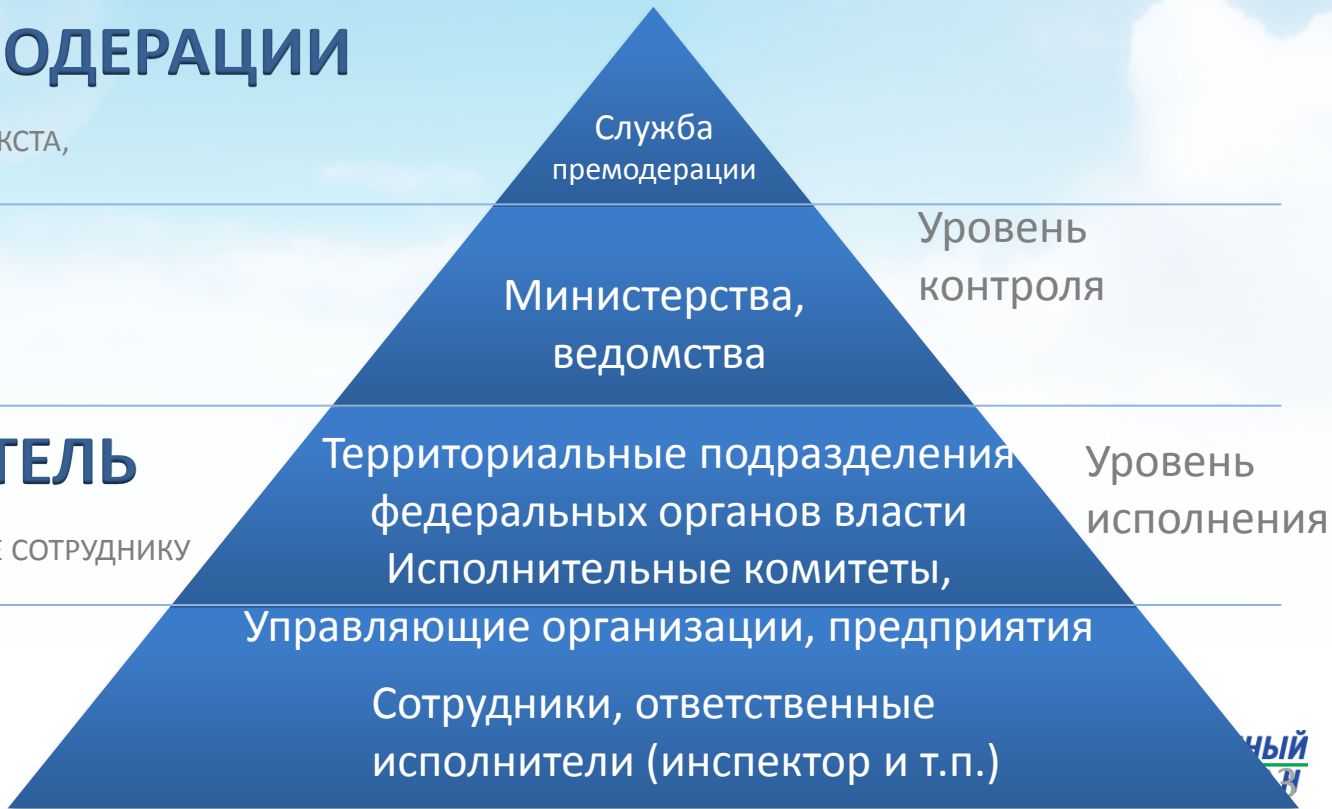 ОДЕРАЦИИ
КСТА,
Служба
премодерации
Уровень
контроля
Министерства,
ведомства
ТЕЛЬ
Е СОТРУДНИКУ
Территориальные подразделения
федеральных органов власти
Исполнительные комитеты,
Управляющие организации, предприятия
Уровень
исполнения
Сотрудники, ответственные
исполнители (инспектор и т.п.)
НЫЙ